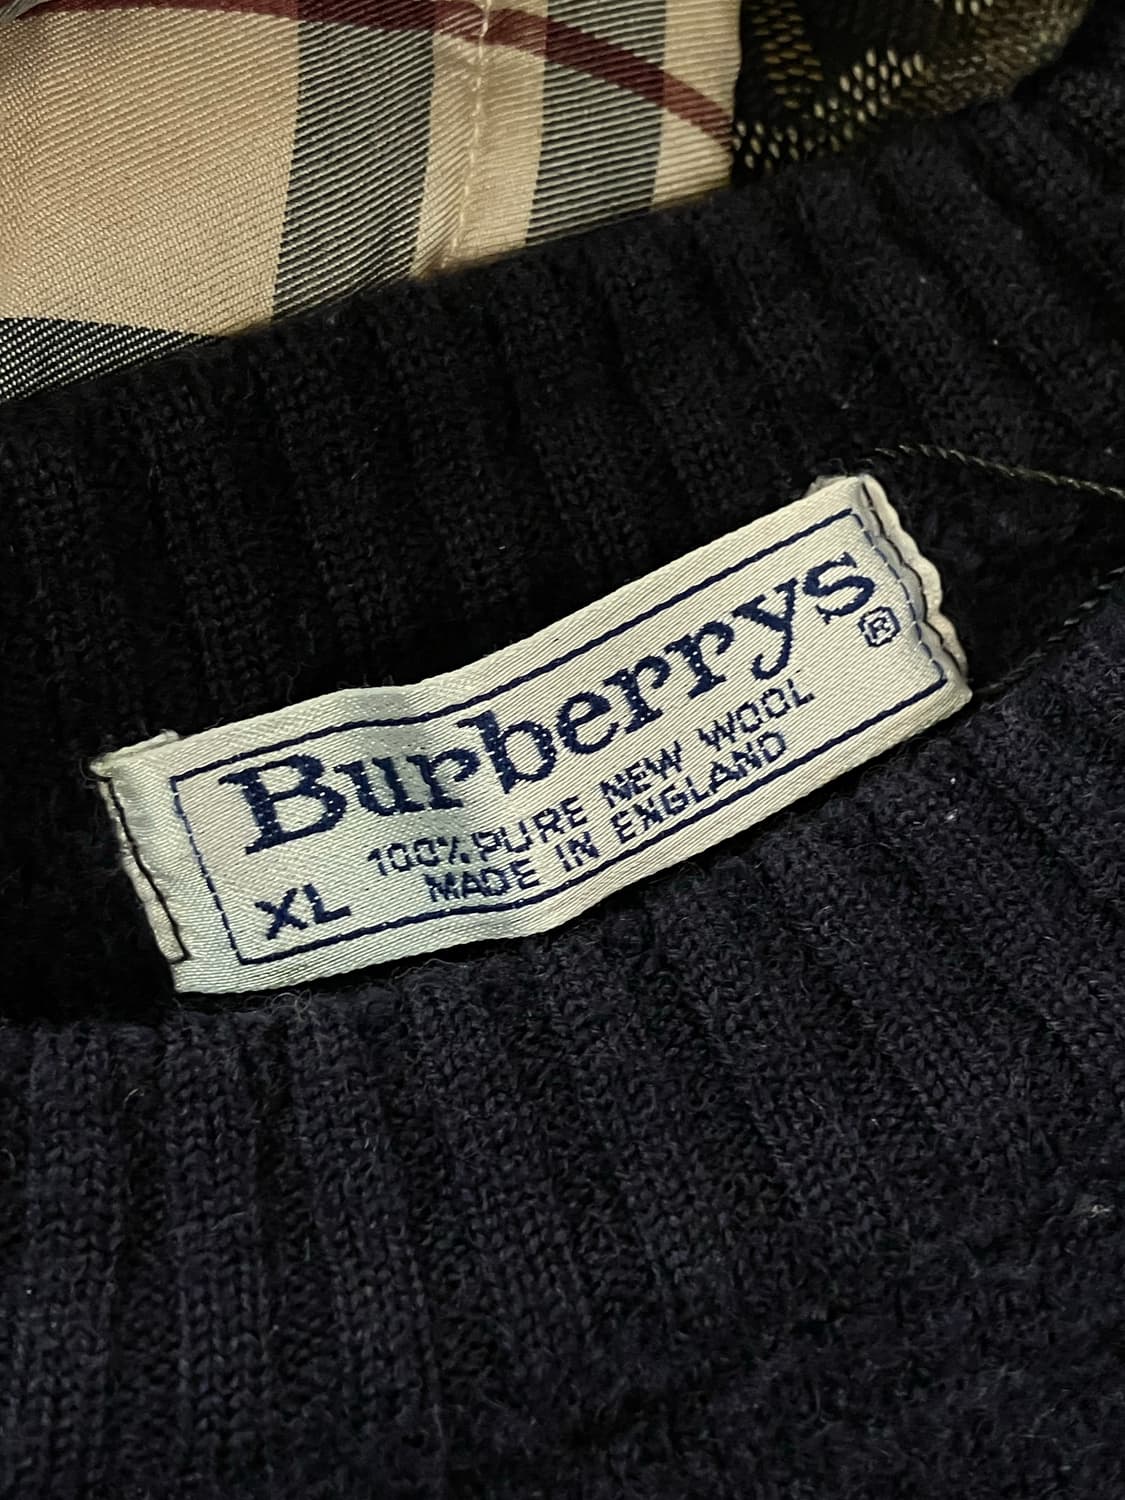 Burberrys®
100% PURE NEW WOOL
XL MADE IN ENGLAND